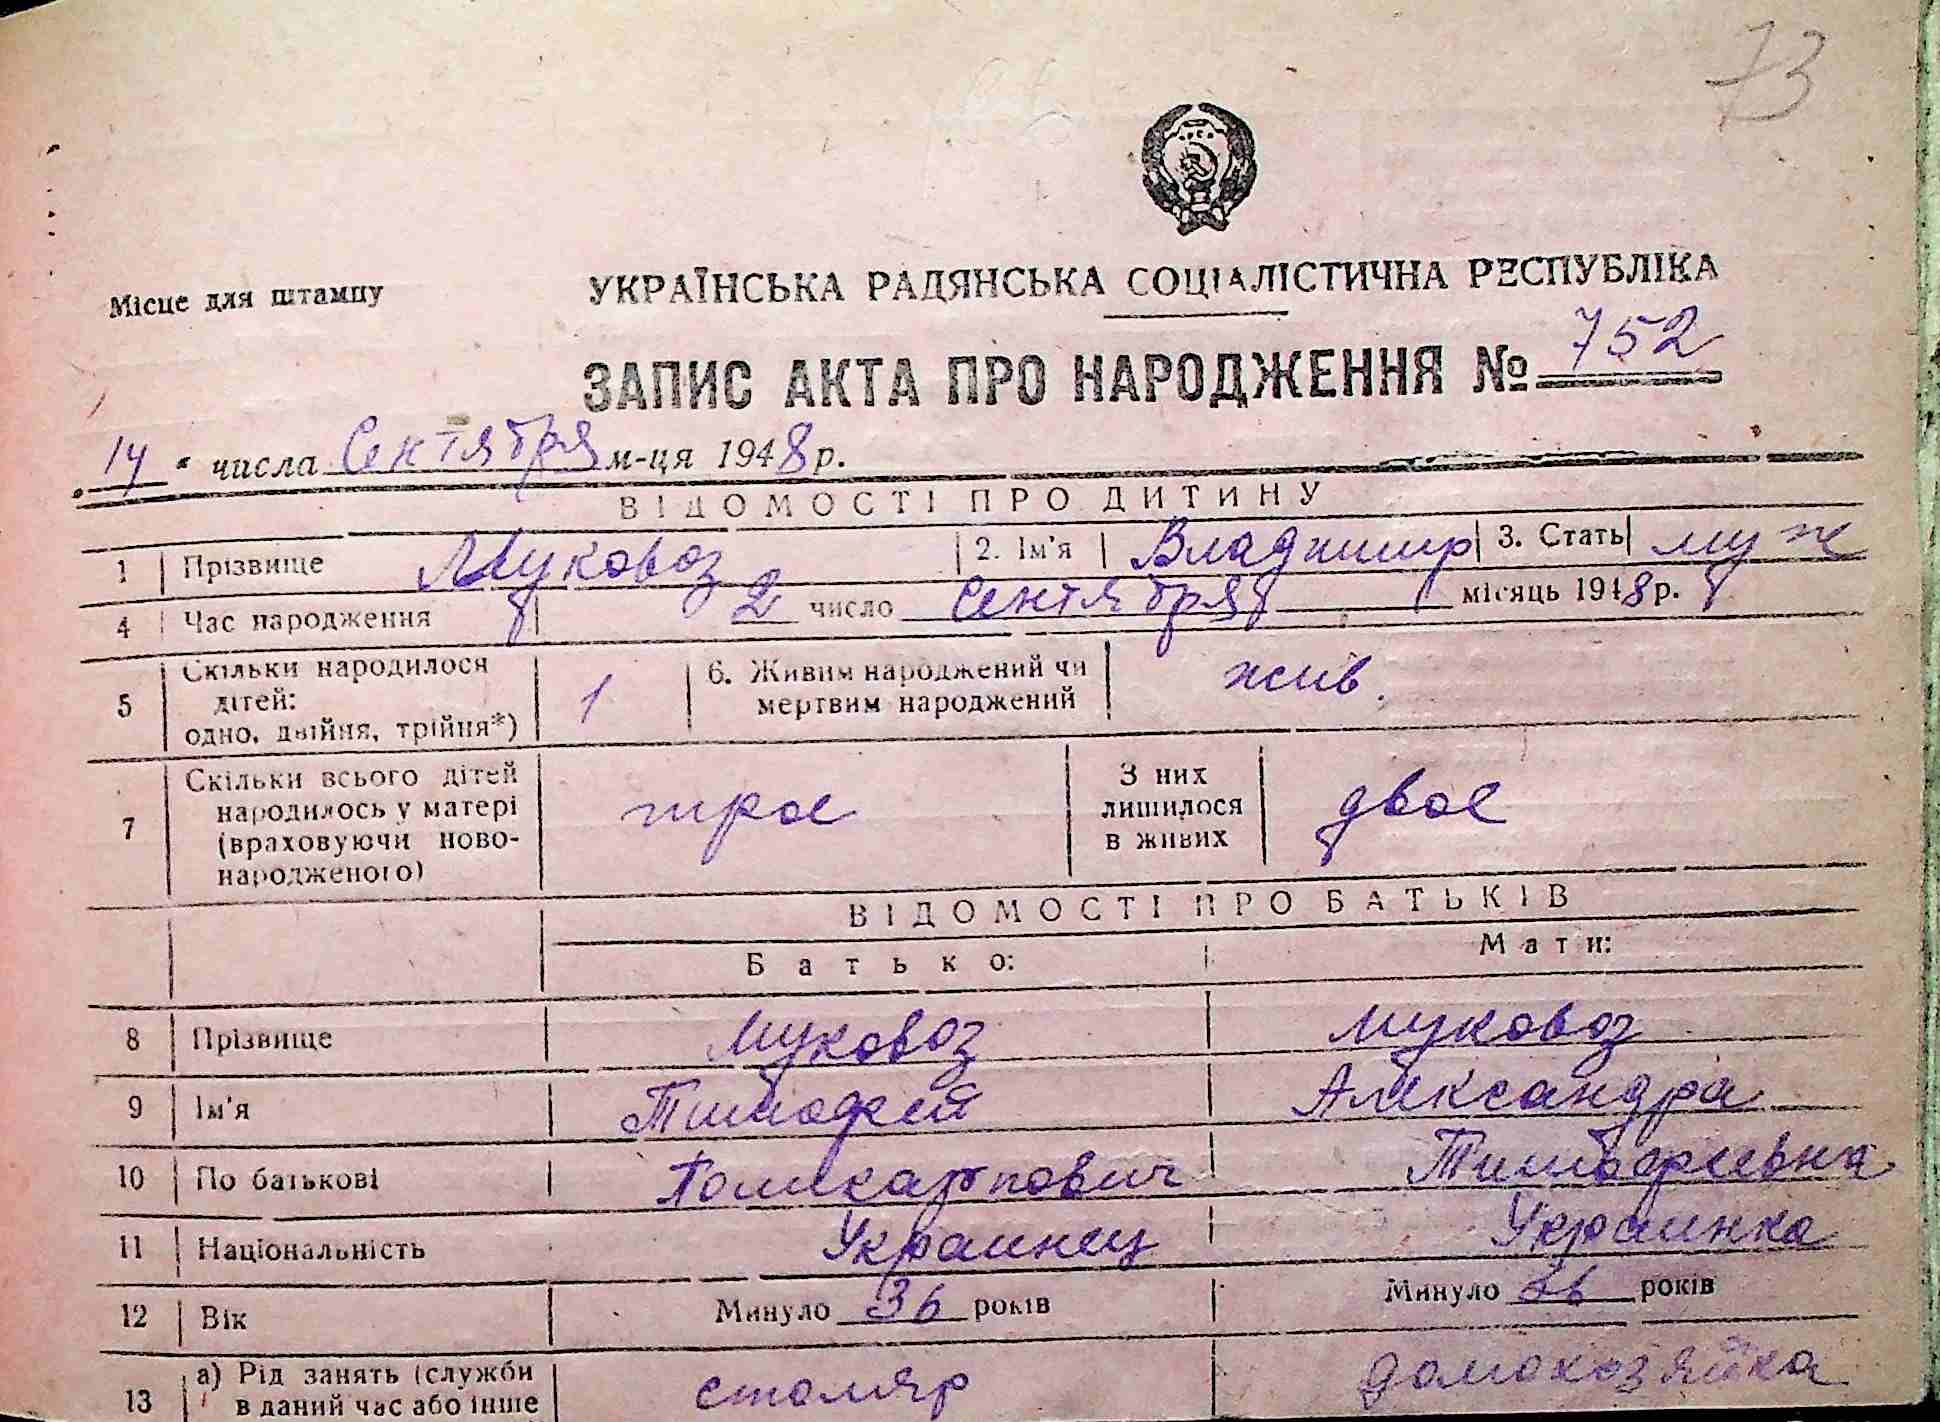 73
Місце для штампу
УКРАЇНСЬКА РАДЯНСЬКА СОЦІАЛІСТИЧНА РЕСПУБЛІКА
ЗАПИС АКТА ПРО НАРОДЖЕННЯ № 752
14 " числа Сентября м-ця 1948 р.
ВІДОМОСТІ ПРО ДИТИНУ
1 Прізвище Муковоз 2. Ім'я Владимир 3. Стать муж
4 Час народження 2 число Сентября місяць 1948 р.
5 Скільки народилося дітей: одно, двійня, трійня*) 1 6. Живим народжений чи мертвим народжений жив.
7 Скільки всього дітей народилось у матері (враховуючи новонародженого) трое З них лишилося в живих двое
ВІДОМОСТІ ПРО БАТЬКІВ
Батько: Мати:
8 Прізвище Муковоз Муковоз
9 Ім'я Тимофей Александра
10 По батькові Поликарпович Тимофеевна
11 Національність Украинец Украинка
12 Вік Минуло 36 років Минуло 26 років
13 а) Рід занять (служби в даний час або інше столяр домохозяйка